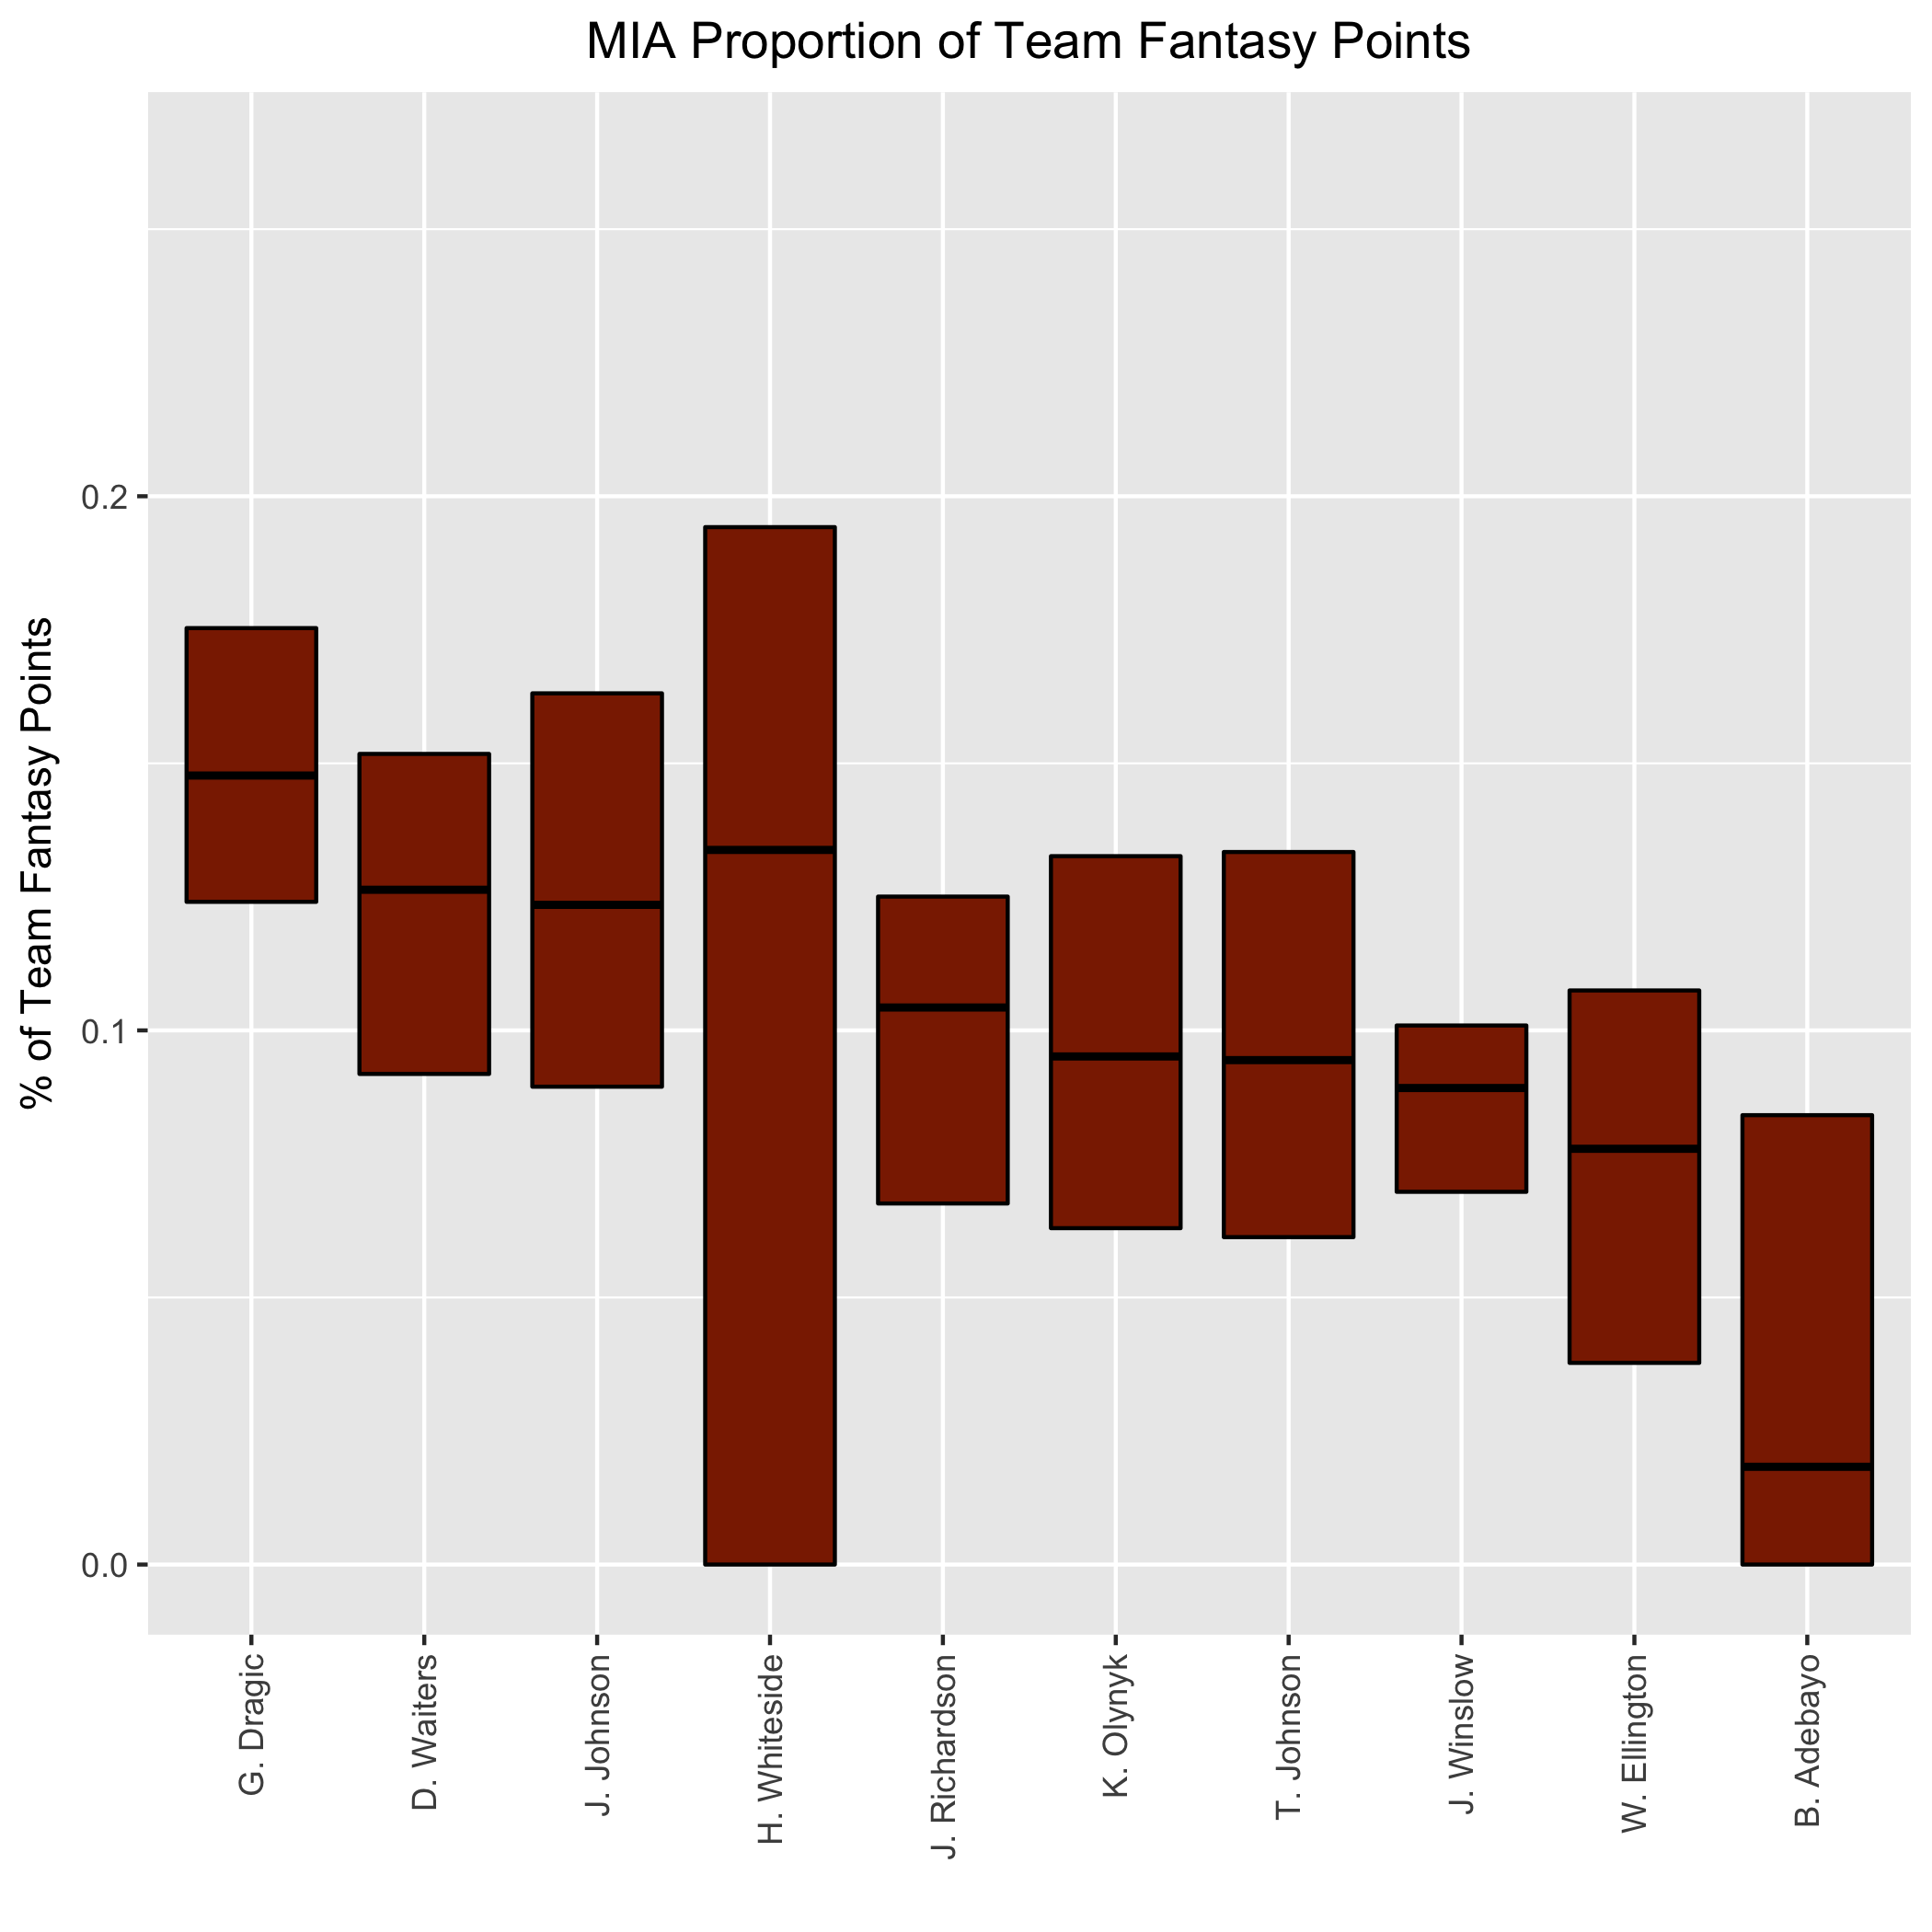 MIA Proportion of Team Fantasy Points
% of Team Fantasy Points
0.2
0.1
0.0
G. Dragic
D. Waiters
J. Johnson
H. Whiteside
J. Richardson
K. Olynyk
T. Johnson
J. Winslow
W. Ellington
B. Adebayo